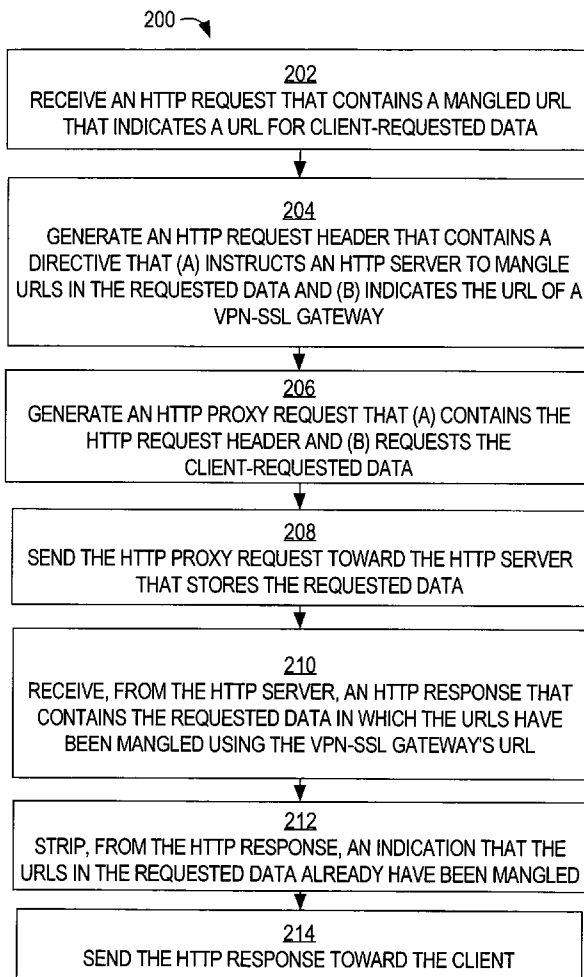 200
202
RECEIVE AN HTTP REQUEST THAT CONTAINS A MANGLED URL
THAT INDICATES A URL FOR CLIENT-REQUESTED DATA
204
GENERATE AN HTTP REQUEST HEADER THAT CONTAINS A
DIRECTIVE THAT (A) INSTRUCTS AN HTTP SERVER TO MANGLE
URLS IN THE REQUESTED DATA AND (B) INDICATES THE URL OF A
VPN-SSL GATEWAY
206
GENERATE AN HTTP PROXY REQUEST THAT (A) CONTAINS THE
HTTP REQUEST HEADER AND (B) REQUESTS THE
CLIENT-REQUESTED DATA
208
SEND THE HTTP PROXY REQUEST TOWARD THE HTTP SERVER
THAT STORES THE REQUESTED DATA
210
RECEIVE, FROM THE HTTP SERVER, AN HTTP RESPONSE THAT
CONTAINS THE REQUESTED DATA IN WHICH THE URLS HAVE
BEEN MANGLED USING THE VPN-SSL GATEWAY'S URL
212
STRIP, FROM THE HTTP RESPONSE, AN INDICATION THAT THE
URLS IN THE REQUESTED DATA ALREADY HAVE BEEN MANGLED
214
SEND THE HTTP RESPONSE TOWARD THE CLIENT